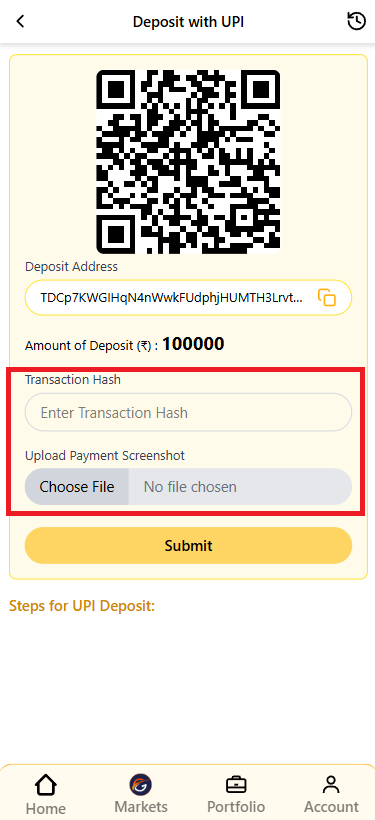 Deposit with UPI
Deposit Address
TDCp7KWGIHqN4nWwkFUdphjHUMTH3Lrvt...
Amount of Deposit (₹) : 100000
Transaction Hash
Enter Transaction Hash
Upload Payment Screenshot
Choose File No file chosen
Submit
Steps for UPI Deposit:
Home Markets Portfolio Account